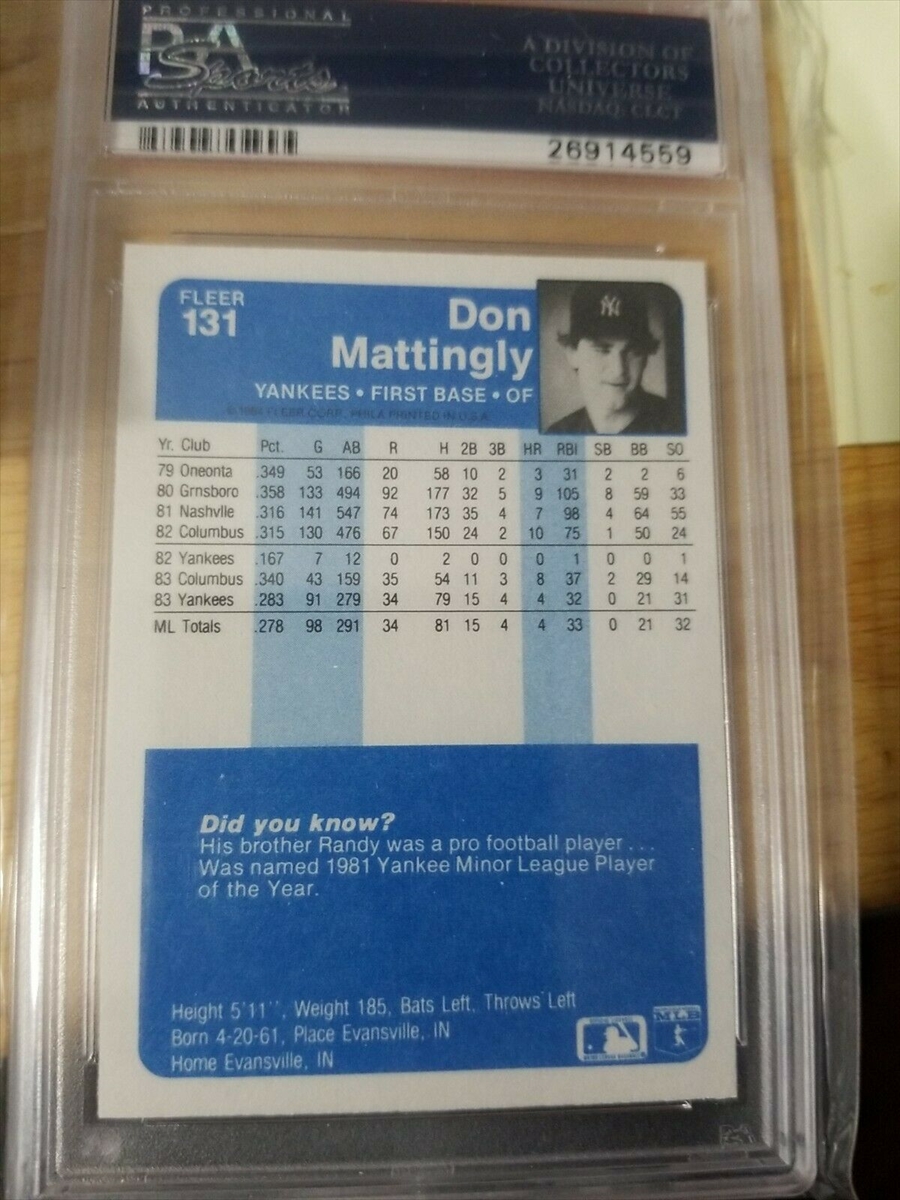 PROFESSIONAL
PSA
Sports
AUTHENTICATOR
A DIVISION OF
COLLECTORS
UNIVERSE
NASDAQ: CLCT
26914559
FLEER
131
Don
Mattingly
YANKEES • FIRST BASE • OF
© 1984 FLEER CORP., PHILA PRINTED IN U.S.A.
Yr. Club Pct. G AB R H 2B 3B HR RBI SB BB SO
79 Oneonta .349 53 166 20 58 10 2 3 31 2 2 6
80 Grnsboro .358 133 494 92 177 32 5 9 105 8 59 33
81 Nashvlle .316 141 547 74 173 35 4 7 98 4 64 55
82 Columbus .315 130 476 67 150 24 2 10 75 1 50 24
82 Yankees .167 7 12 0 2 0 0 0 1 0 0 1
83 Columbus .340 43 159 35 54 11 3 8 37 2 29 14
83 Yankees .283 91 279 34 79 15 4 4 32 0 21 31
ML Totals .278 98 291 34 81 15 4 4 33 0 21 32
Did you know?
His brother Randy was a pro football player . . .
Was named 1981 Yankee Minor League Player
of the Year.
Height 5'11'', Weight 185, Bats Left, Throws Left
Born 4-20-61, Place Evansville, IN
Home Evansville, IN
MLB